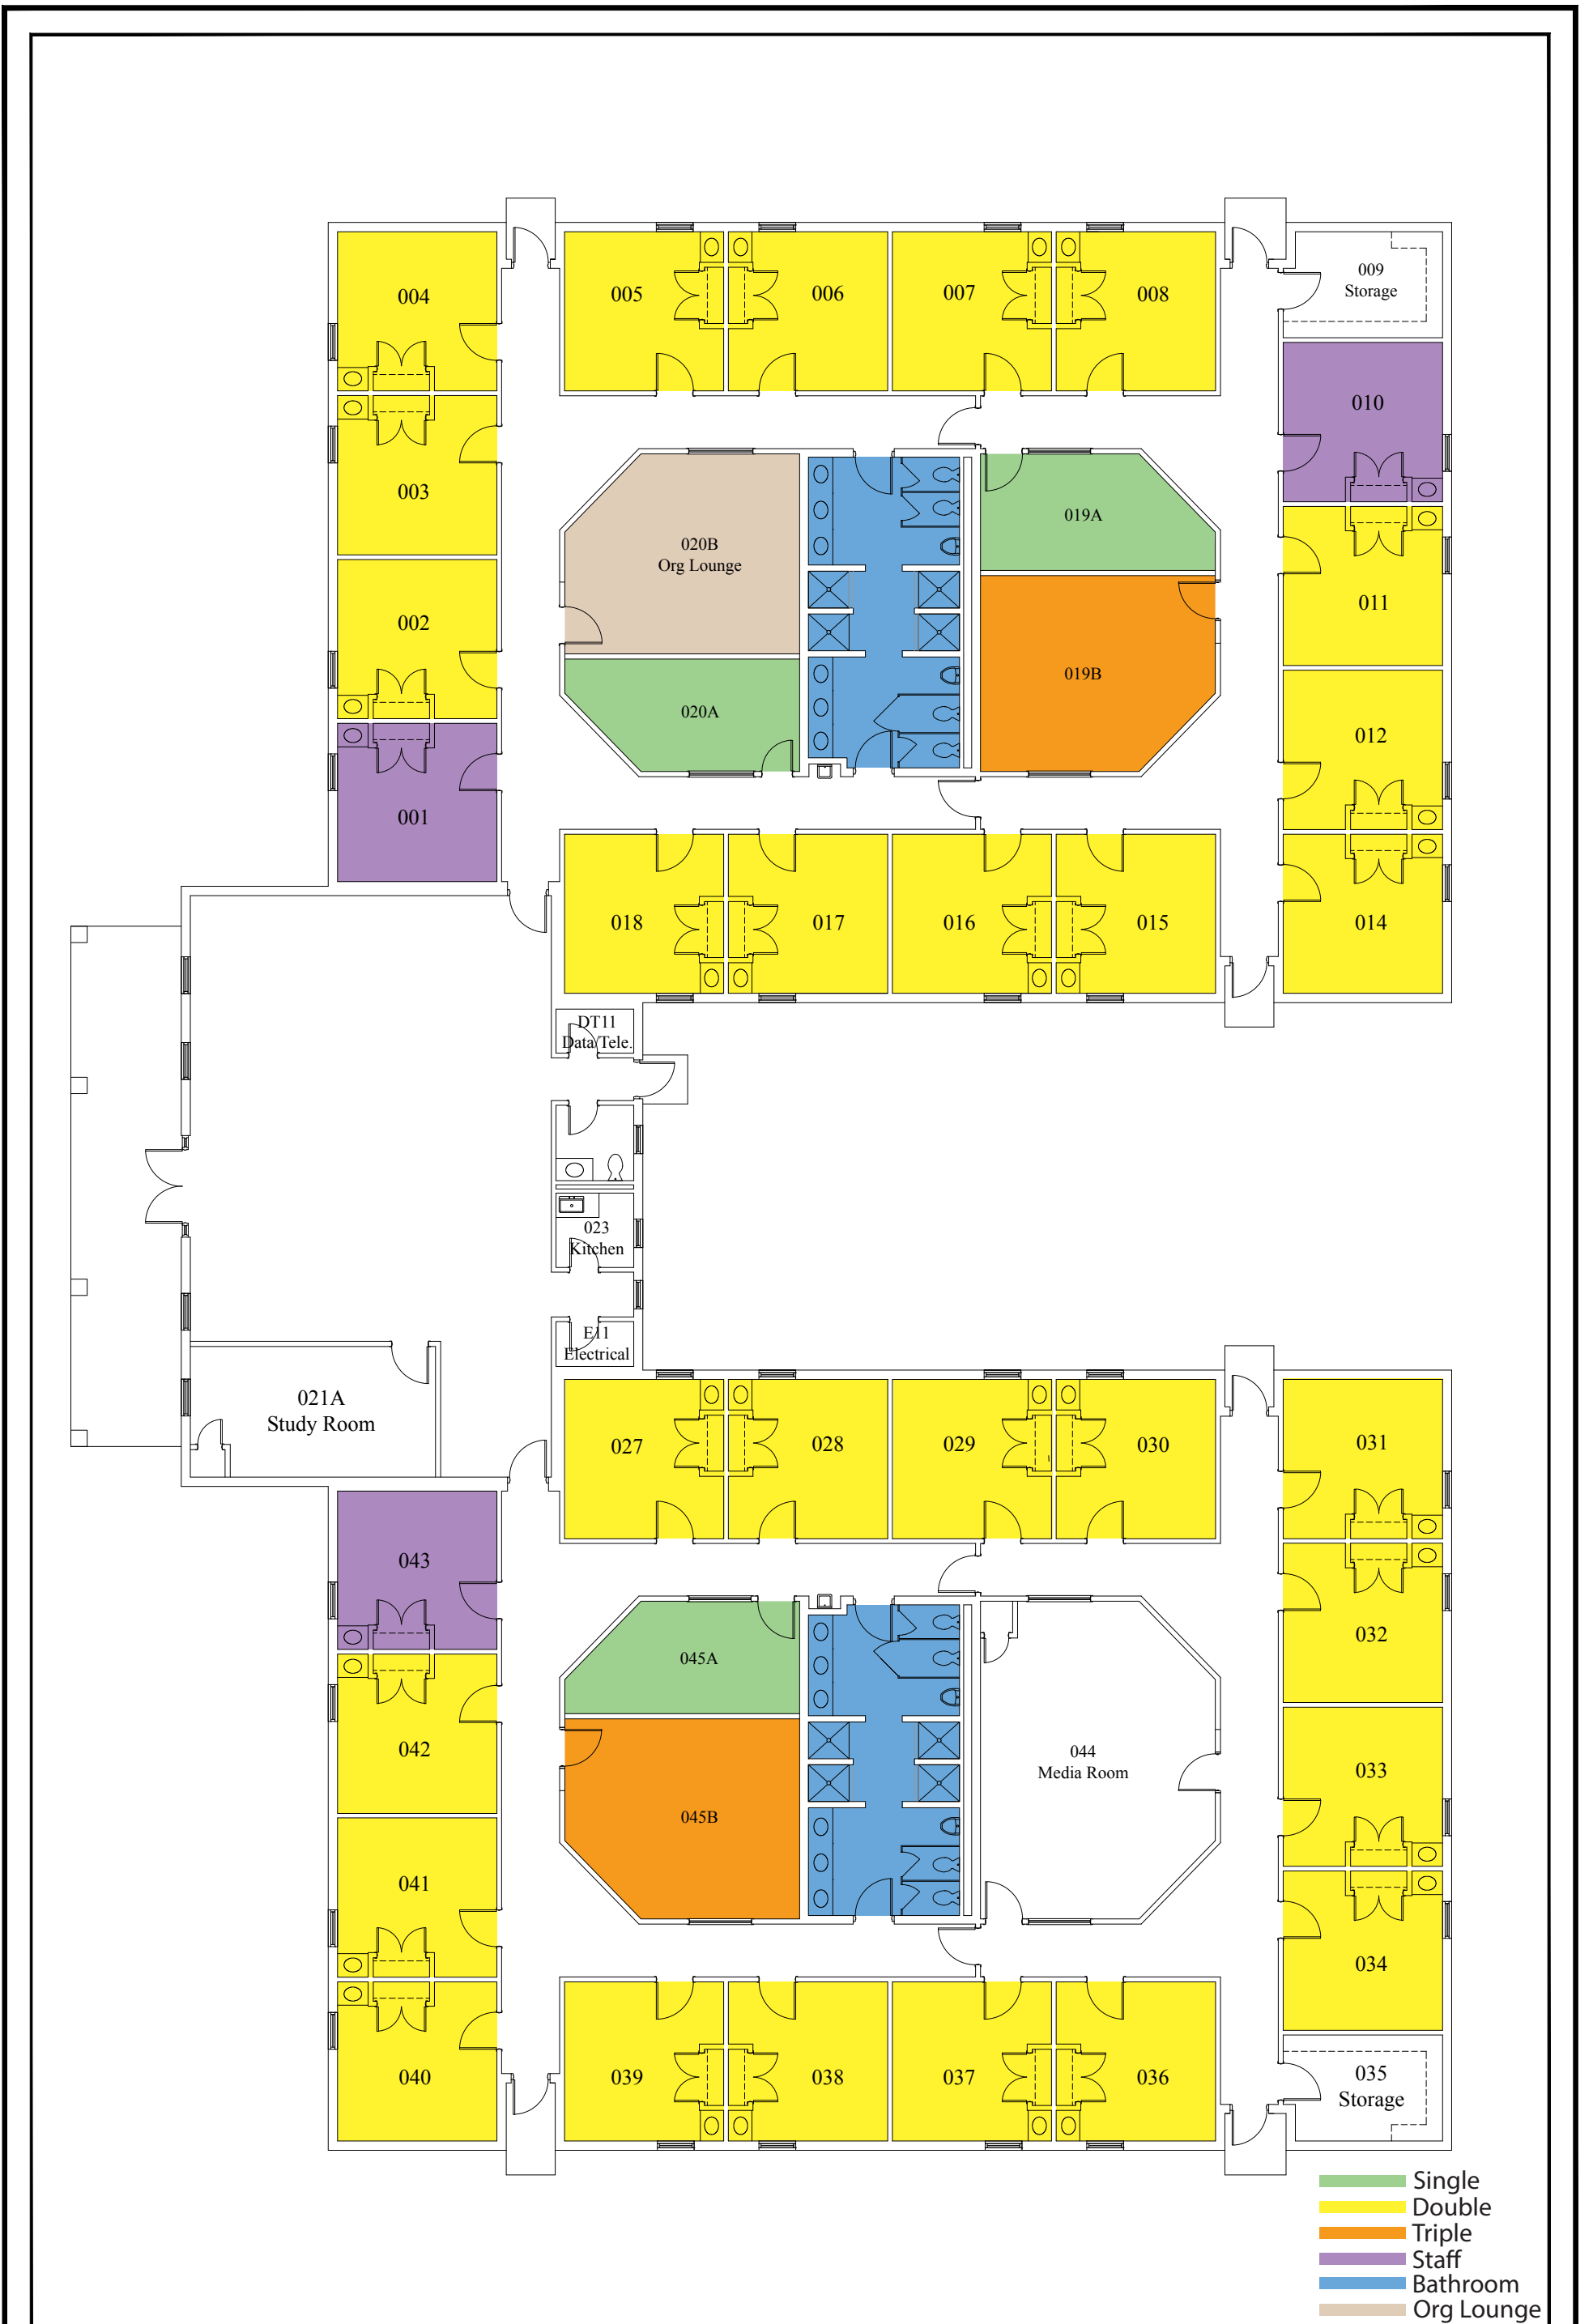 004
005
006
007
008
009
Storage
010
003
019A
020B
Org Lounge
011
002
019B
020A
012
001
018
017
016
015
014
DT11
Data/Tele.
023
Kitchen
E11
Electrical
021A
Study Room
027
028
029
030
031
043
032
045A
042
044
Media Room
033
045B
041
034
040
039
038
037
036
035
Storage
Single
Double
Triple
Staff
Bathroom
Org Lounge